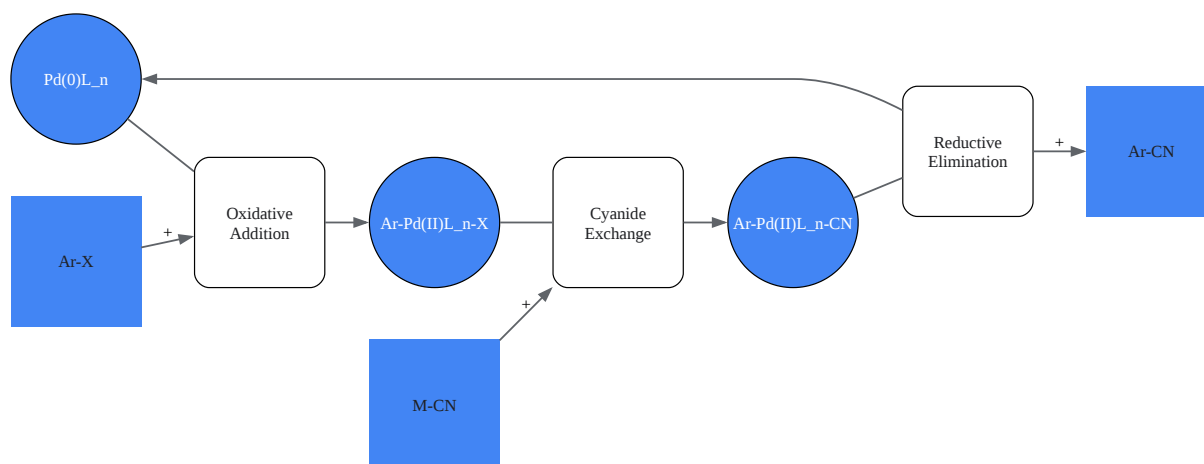 Pd(0)L_n
Ar-X
+
Oxidative
Addition
Ar-Pd(II)L_n-X
M-CN
+
Cyanide
Exchange
Ar-Pd(II)L_n-CN
Reductive
Elimination
+
Ar-CN